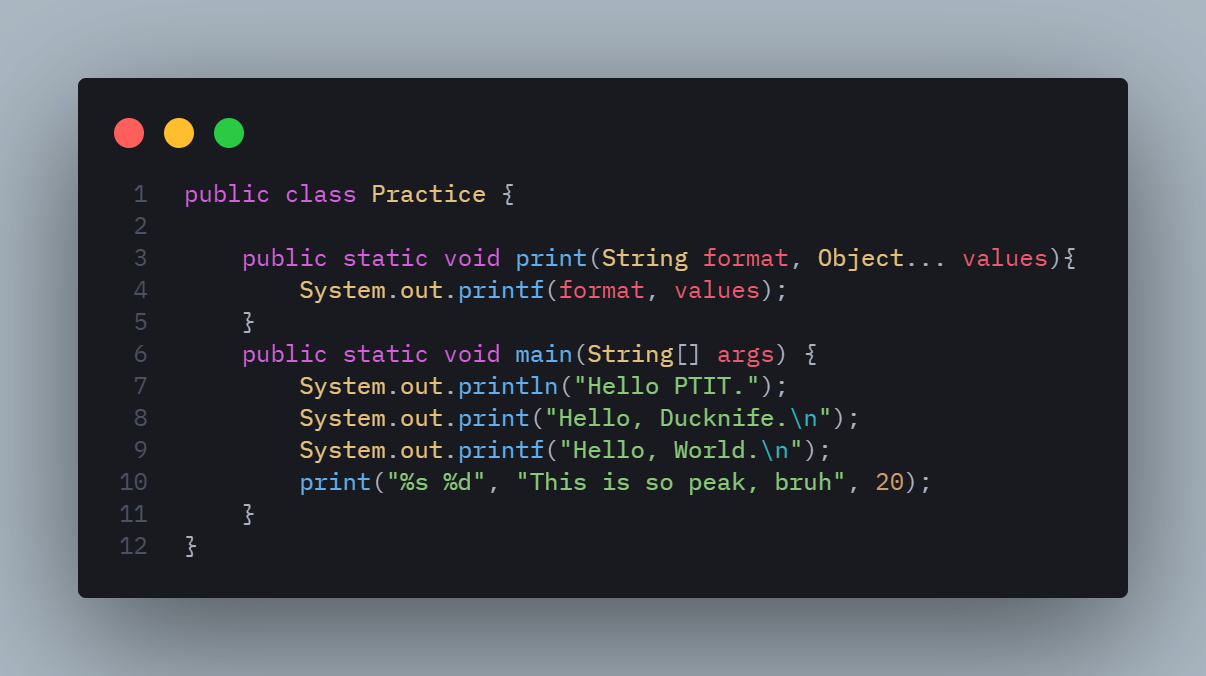 1 public class Practice {
2
3     public static void print(String format, Object... values){
4         System.out.printf(format, values);
5     }
6     public static void main(String[] args) {
7         System.out.println("Hello PTIT.");
8         System.out.print("Hello, Ducknife.\n");
9         System.out.printf("Hello, World.\n");
10         print("%s %d", "This is so peak, bruh", 20);
11     }
12 }